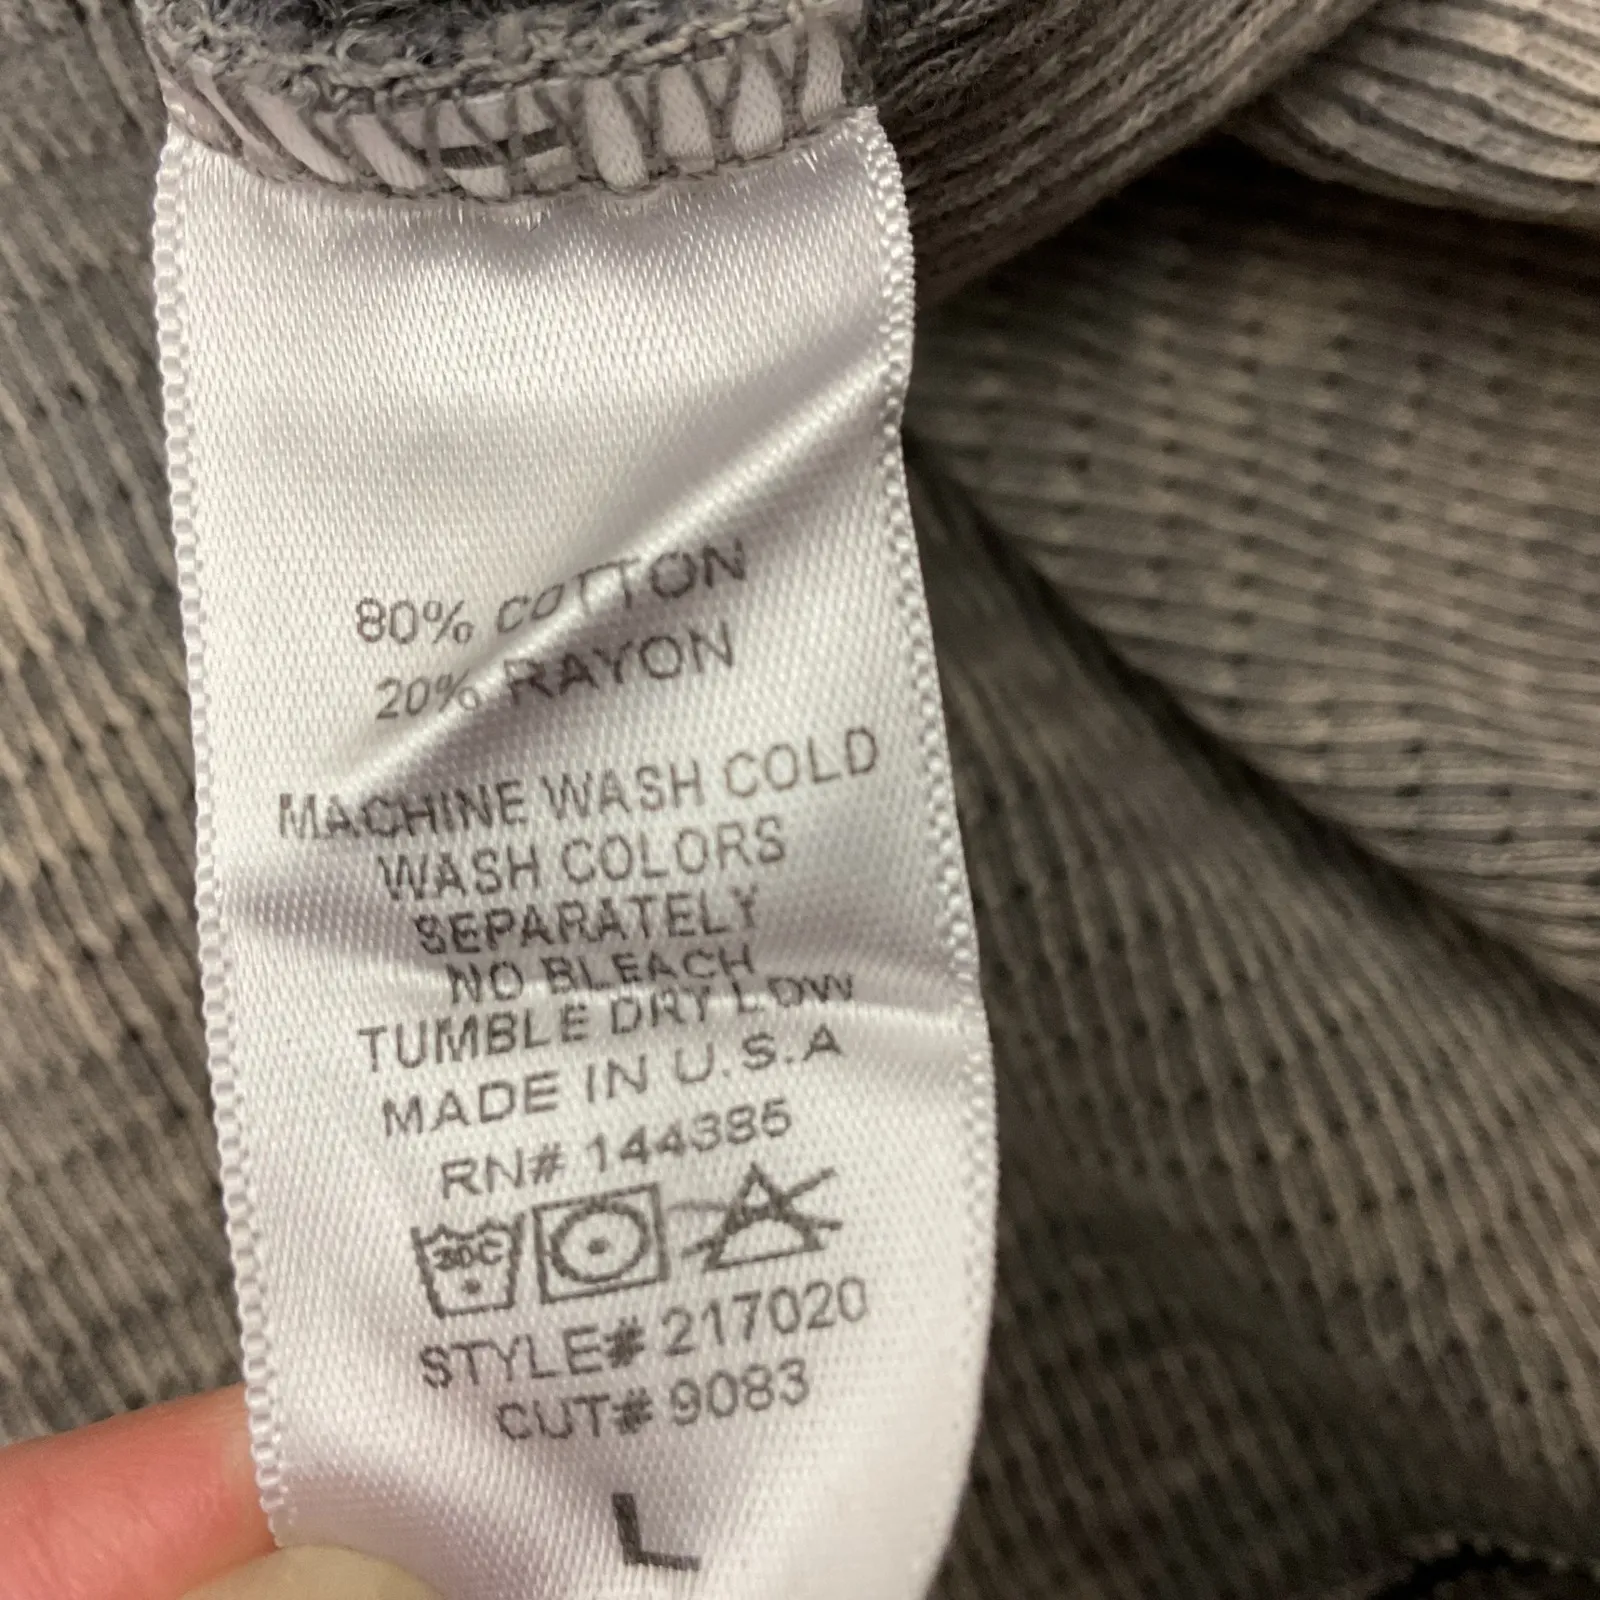 80% COTTON
20% RAYON
MACHINE WASH COLD
WASH COLORS
SEPARATELY
NO BLEACH
TUMBLE DRY LOW
MADE IN U.S.A
RN# 144385
30C
STYLE# 217020
CUT# 9083
L